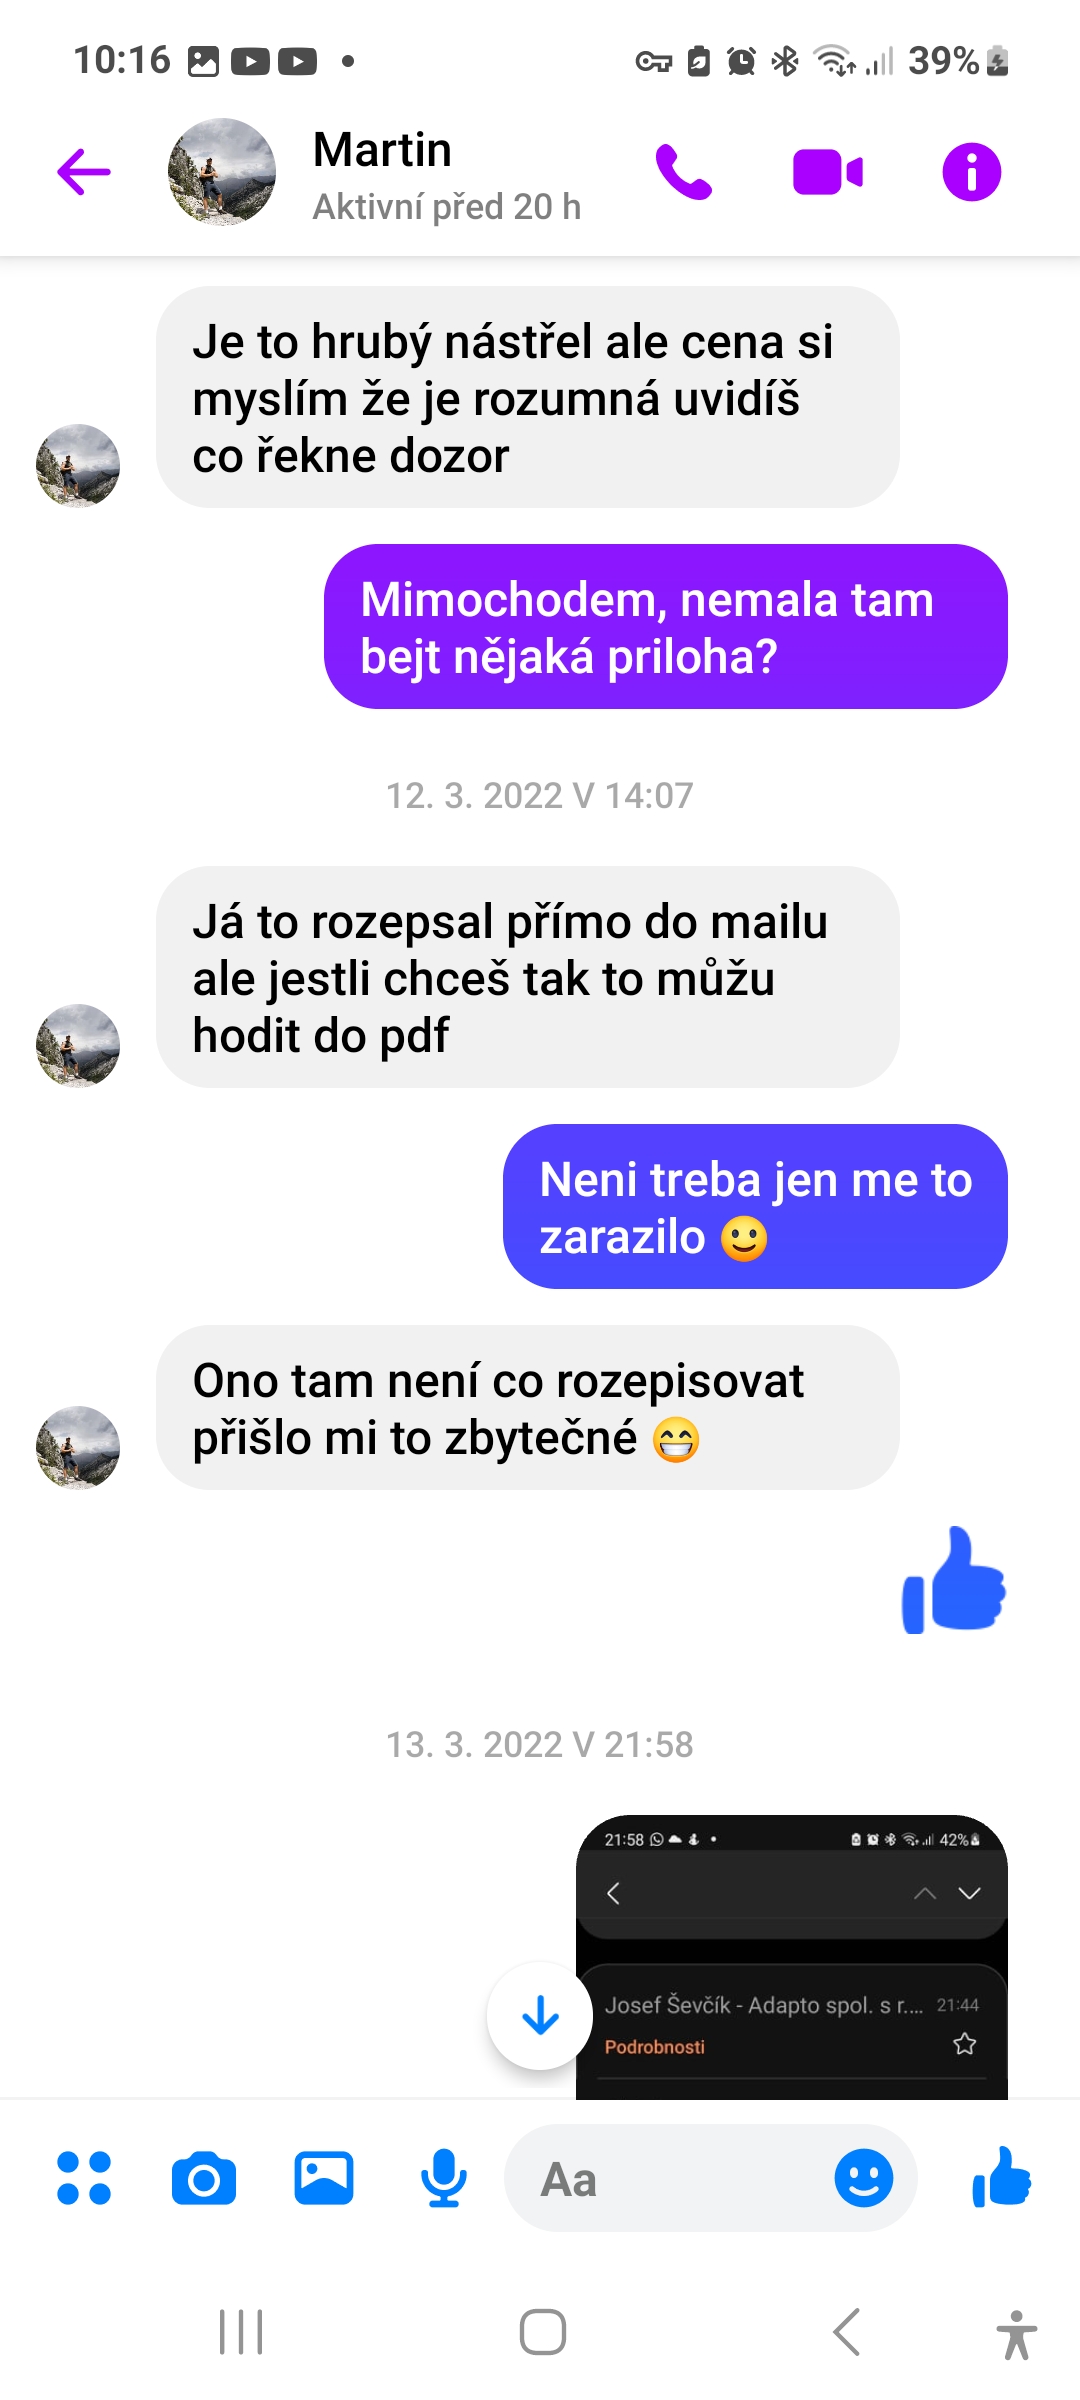 10:16
39%
Martin
Aktivní před 20 h
Je to hrubý nástřel ale cena si
myslím že je rozumná uvidíš
co řekne dozor
Mimochodem, nemala tam
bejt nějaká priloha?
12. 3. 2022 V 14:07
Já to rozepsal přímo do mailu
ale jestli chceš tak to můžu
hodit do pdf
Neni treba jen me to
zarazilo 🙂
Ono tam není co rozepisovat
přišlo mi to zbytečné 😁
13. 3. 2022 V 21:58
21:58
42%
Josef Ševčík - Adapto spol. s r.... 21:44
Podrobnosti
Aa